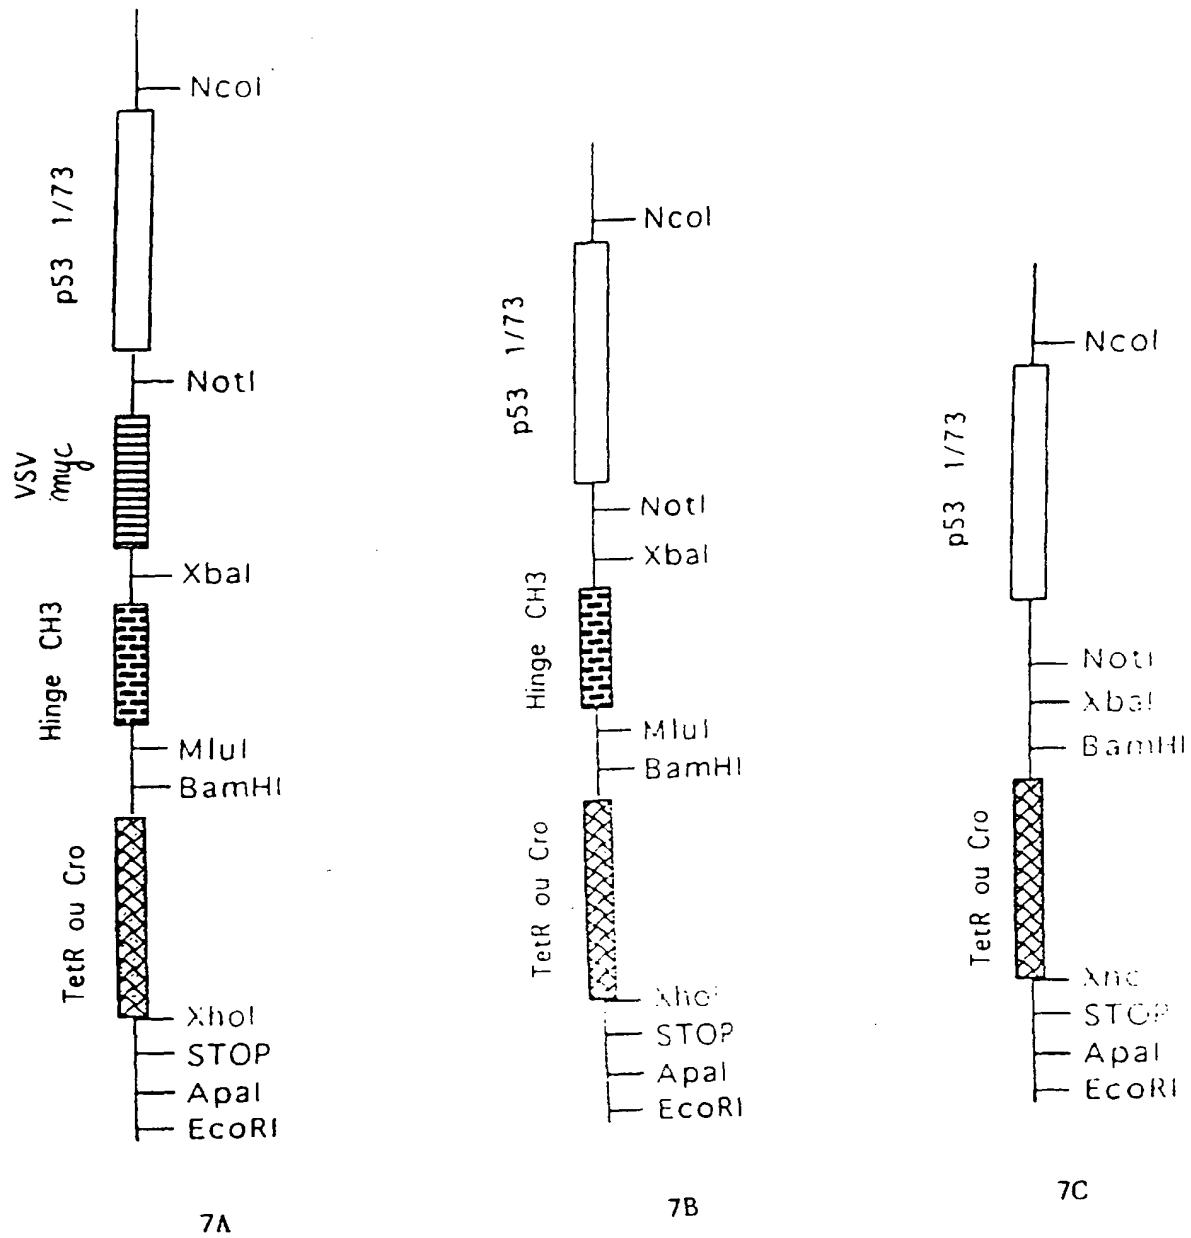 NcoI
p53 1/73
NotI
VSV
myc
XbaI
Hinge CH3
MluI
BamHI
TetR ou Cro
XhoI
STOP
ApaI
EcoRI
7A
NcoI
p53 1/73
NotI
XbaI
Hinge CH3
MluI
BamHI
TetR ou Cro
XhoI
STOP
ApaI
EcoRI
7B
NcoI
p53 1/73
NotI
XbaI
BamHI
TetR ou Cro
Xho
STOP
ApaI
EcoRI
7C